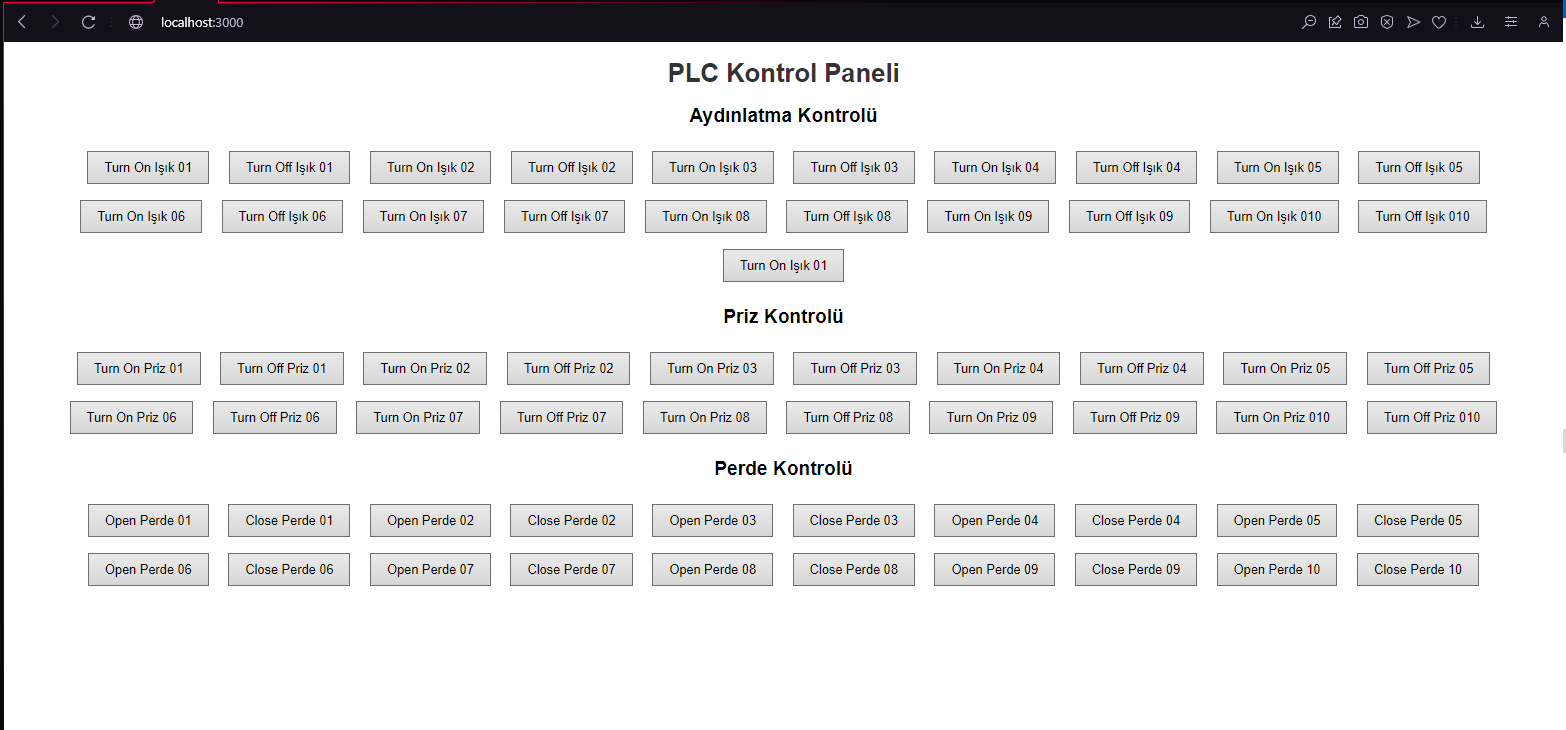 localhost:3000
PLC Kontrol Paneli
Aydınlatma Kontrolü
Turn On Işık 01 Turn Off Işık 01 Turn On Işık 02 Turn Off Işık 02 Turn On Işık 03 Turn Off Işık 03 Turn On Işık 04 Turn Off Işık 04 Turn On Işık 05 Turn Off Işık 05
Turn On Işık 06 Turn Off Işık 06 Turn On Işık 07 Turn Off Işık 07 Turn On Işık 08 Turn Off Işık 08 Turn On Işık 09 Turn Off Işık 09 Turn On Işık 010 Turn Off Işık 010
Turn On Işık 01
Priz Kontrolü
Turn On Priz 01 Turn Off Priz 01 Turn On Priz 02 Turn Off Priz 02 Turn On Priz 03 Turn Off Priz 03 Turn On Priz 04 Turn Off Priz 04 Turn On Priz 05 Turn Off Priz 05
Turn On Priz 06 Turn Off Priz 06 Turn On Priz 07 Turn Off Priz 07 Turn On Priz 08 Turn Off Priz 08 Turn On Priz 09 Turn Off Priz 09 Turn On Priz 010 Turn Off Priz 010
Perde Kontrolü
Open Perde 01 Close Perde 01 Open Perde 02 Close Perde 02 Open Perde 03 Close Perde 03 Open Perde 04 Close Perde 04 Open Perde 05 Close Perde 05
Open Perde 06 Close Perde 06 Open Perde 07 Close Perde 07 Open Perde 08 Close Perde 08 Open Perde 09 Close Perde 09 Open Perde 10 Close Perde 10